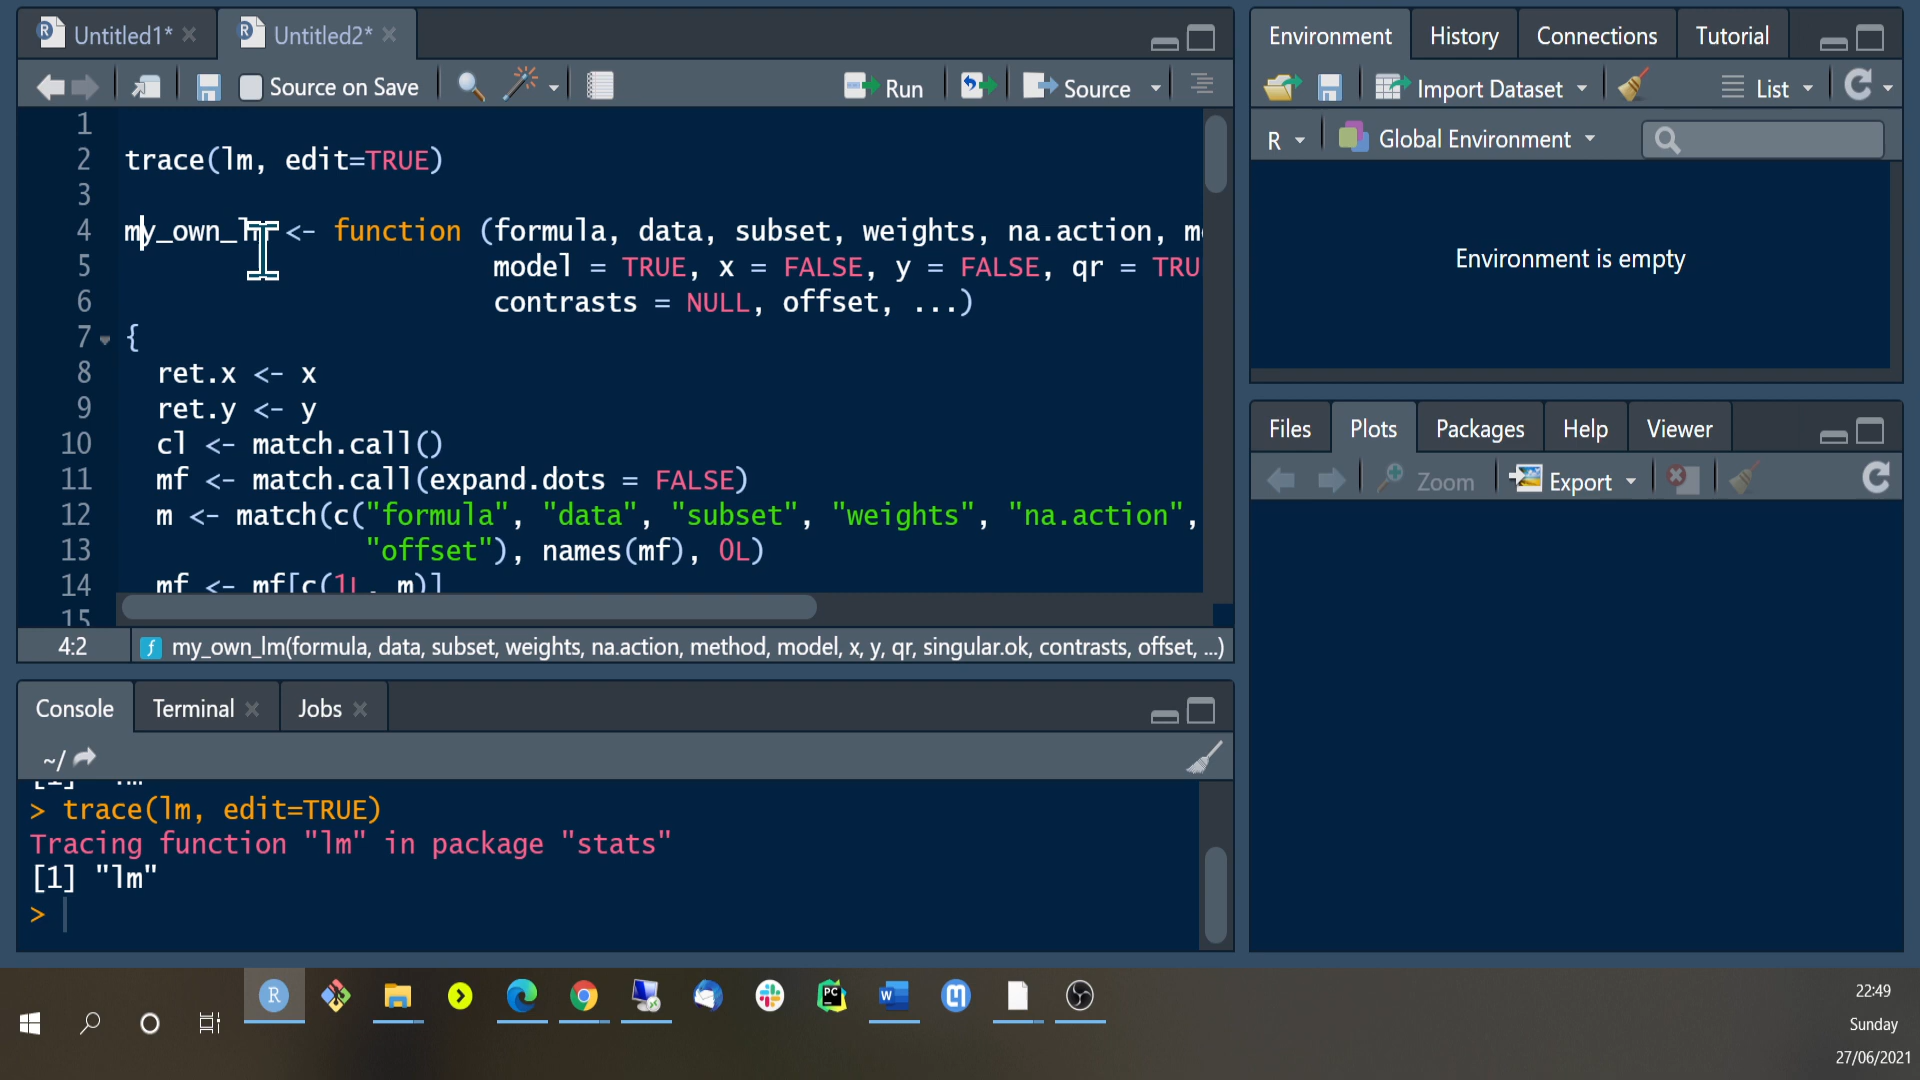 Untitled1*
Untitled2*
Source on Save
Run
Source
1
2 trace(lm, edit=TRUE)
3
4 my_own_lm <- function (formula, data, subset, weights, na.action, m
5 model = TRUE, x = FALSE, y = FALSE, qr = TRU
6 contrasts = NULL, offset, ...)
7 {
8 ret.x <- x
9 ret.y <- y
10 cl <- match.call()
11 mf <- match.call(expand.dots = FALSE)
12 m <- match(c("formula", "data", "subset", "weights", "na.action",
13 "offset"), names(mf), 0L)
14 mf <- mf[c(1L, m)]
15
4:2 my_own_lm(formula, data, subset, weights, na.action, method, model, x, y, qr, singular.ok, contrasts, offset, ...)
Console
Terminal
Jobs
~/
[1] "lm"
> trace(lm, edit=TRUE)
Tracing function "lm" in package "stats"
[1] "lm"
>
Environment
History
Connections
Tutorial
Import Dataset
List
R
Global Environment
Environment is empty
Files
Plots
Packages
Help
Viewer
Zoom
Export
22:49
Sunday
27/06/2021